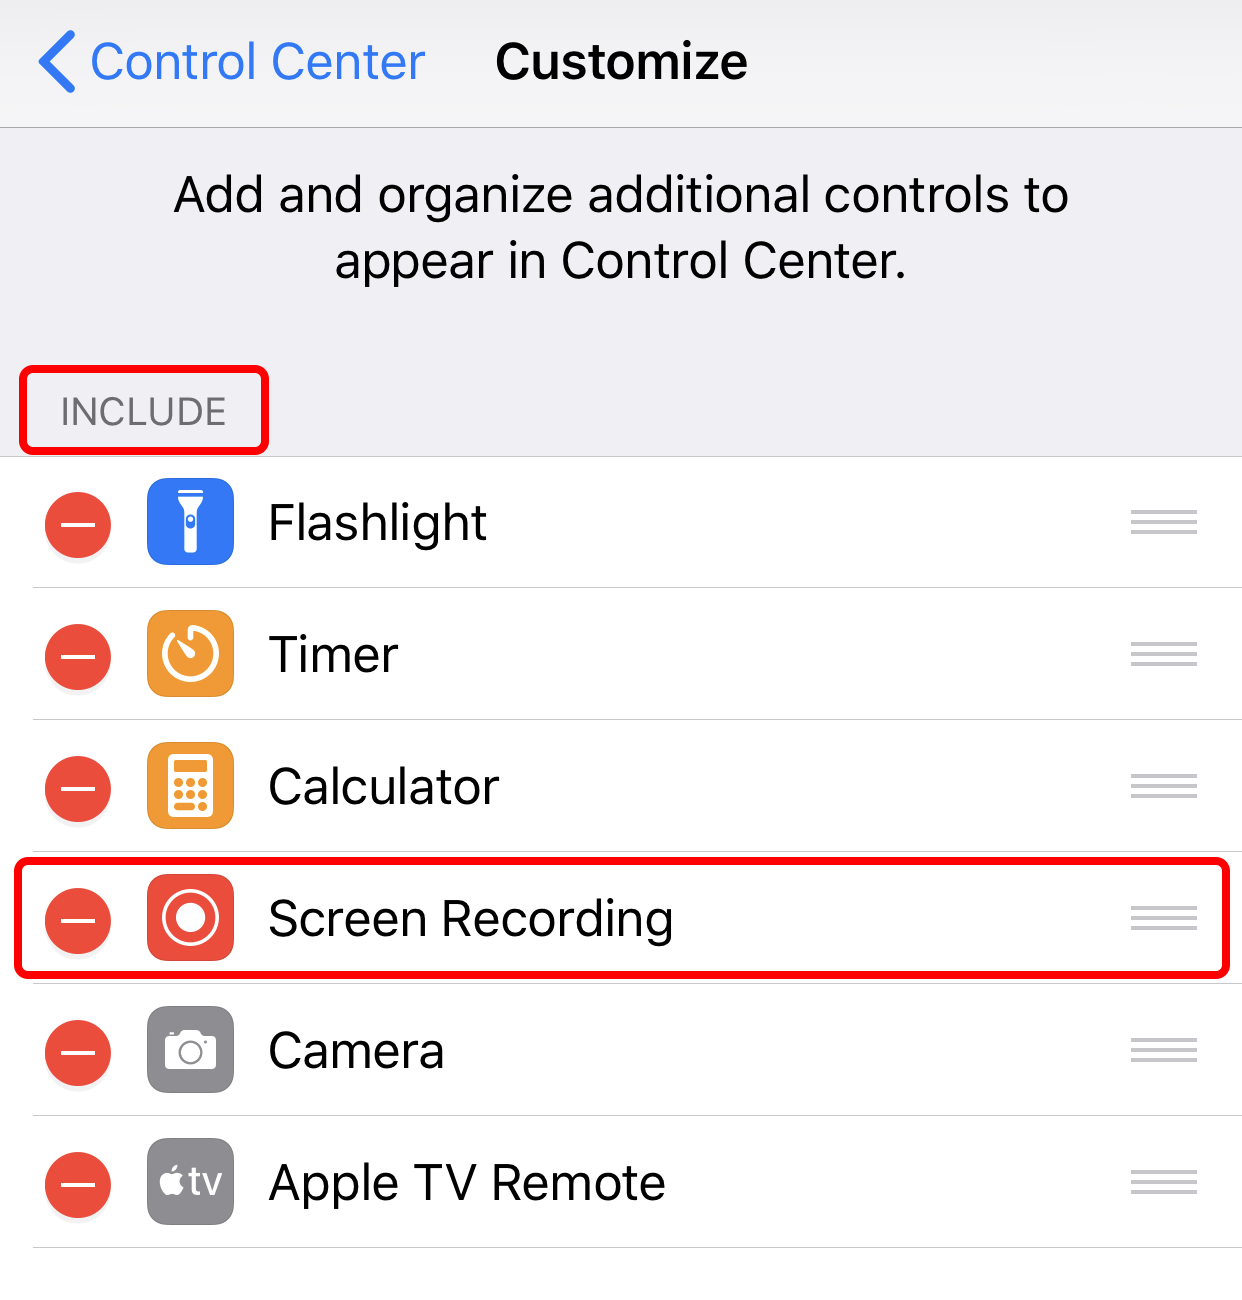 Control Center
Customize
Add and organize additional controls to
appear in Control Center.
INCLUDE
Flashlight
Timer
Calculator
Screen Recording
Camera
tv
Apple TV Remote